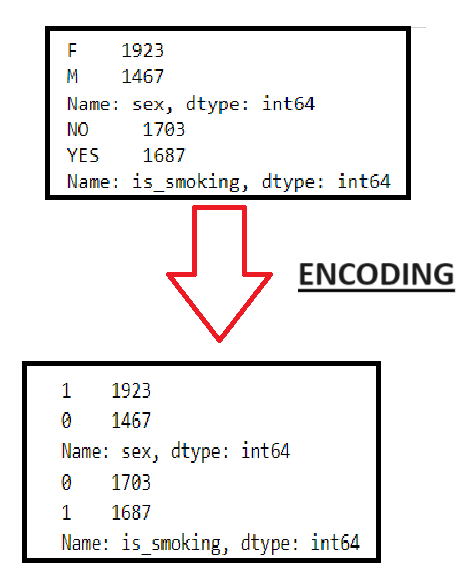 F 1923
M 1467
Name: sex, dtype: int64
NO 1703
YES 1687
Name: is_smoking, dtype: int64
ENCODING
1 1923
0 1467
Name: sex, dtype: int64
0 1703
1 1687
Name: is_smoking, dtype: int64